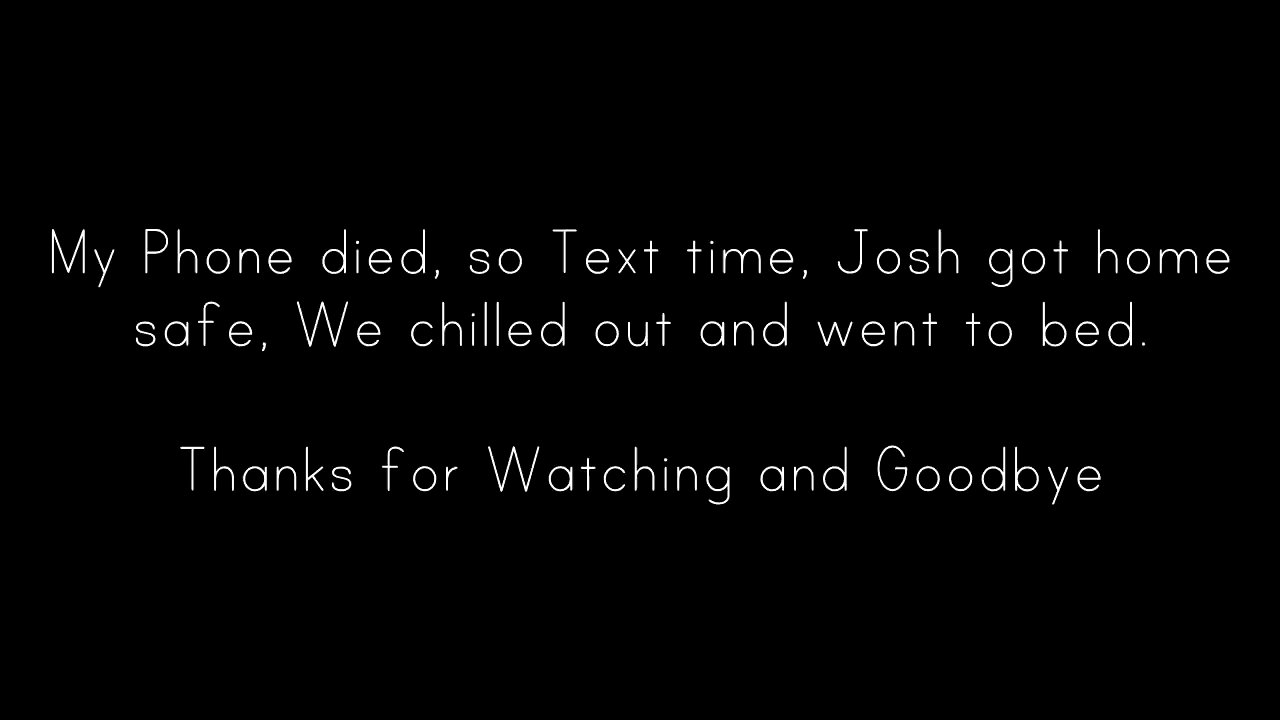 My Phone died, so Text time, Josh got home
safe, We chilled out and went to bed.
Thanks for Watching and Goodbye